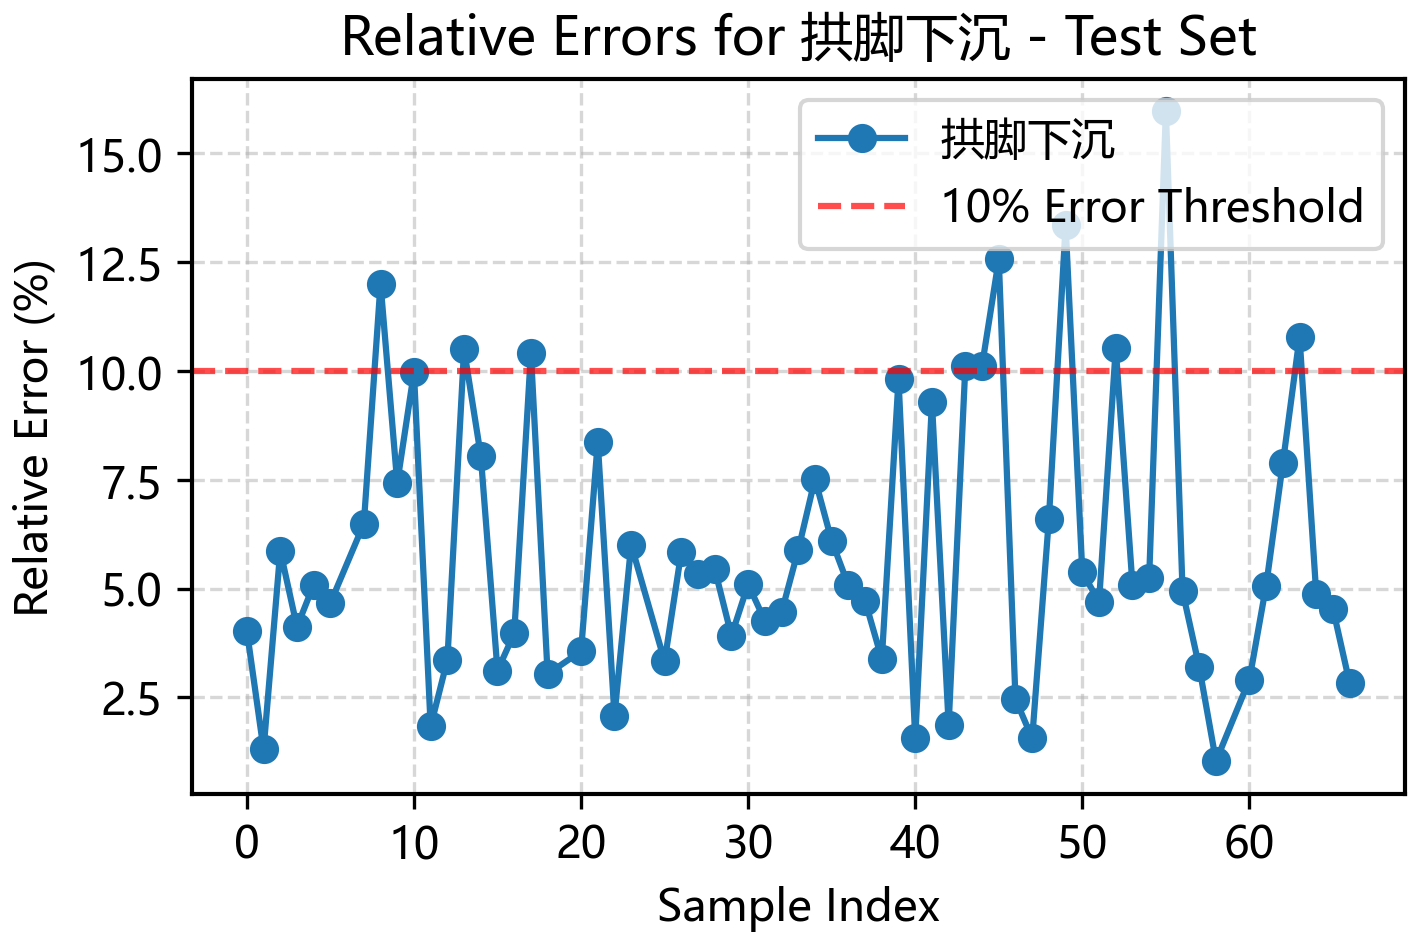 Relative Errors for 拱脚下沉 - Test Set
拱脚下沉
10% Error Threshold
Relative Error (%)
15.0
12.5
10.0
7.5
5.0
2.5
0 10 20 30 40 50 60
Sample Index